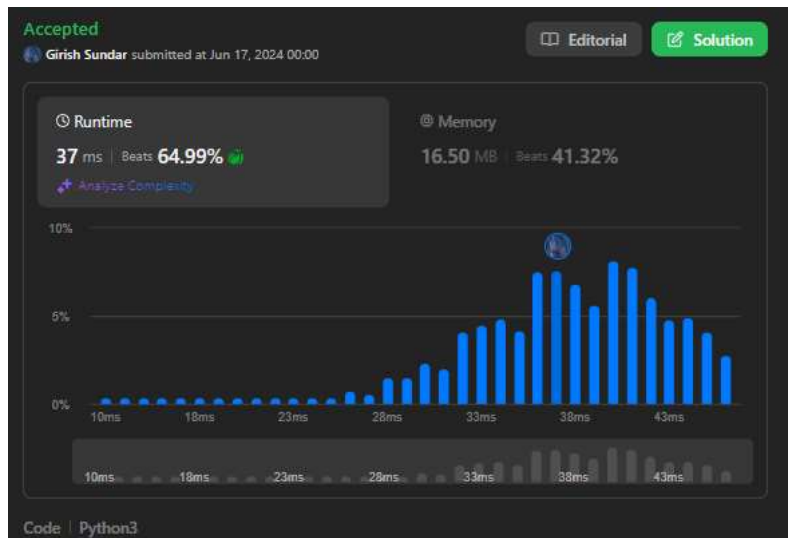 Accepted
Editorial
Solution
Girish Sundar submitted at Jun 17, 2024 00:00
Runtime
Memory
37 ms | Beats 64.99%
16.50 MB | Beats 41.32%
Analyze Complexity
10%
5%
0%
10ms 18ms 23ms 28ms 33ms 38ms 43ms
10ms 18ms 23ms 28ms 33ms 38ms 43ms
Code | Python3